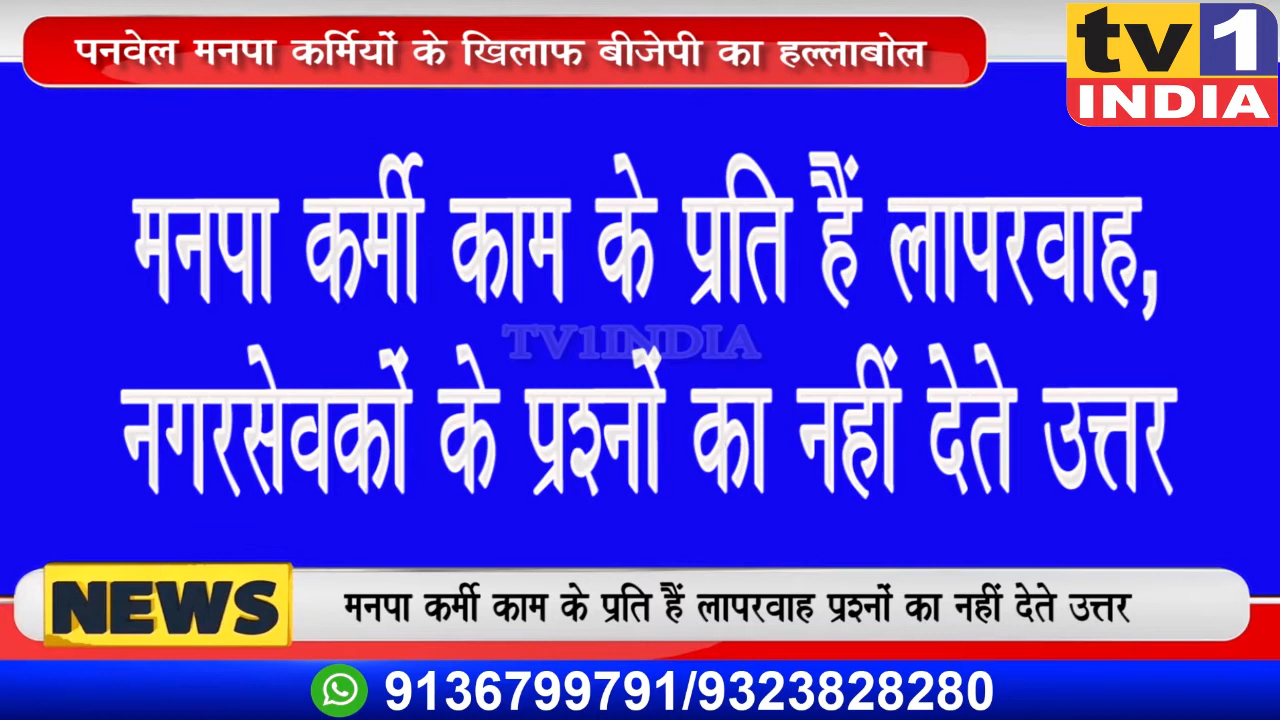 पनवेल मनपा कर्मियों के खिलाफ बीजेपी का हल्लाबोल
tv1
INDIA
मनपा कर्मी काम के प्रति हैं लापरवाह,
TV1INDIA
नगरसेवकों के प्रश्नों का नहीं देते उत्तर
NEWS
मनपा कर्मी काम के प्रति हैं लापरवाह प्रश्नों का नहीं देते उत्तर
9136799791/9323828280